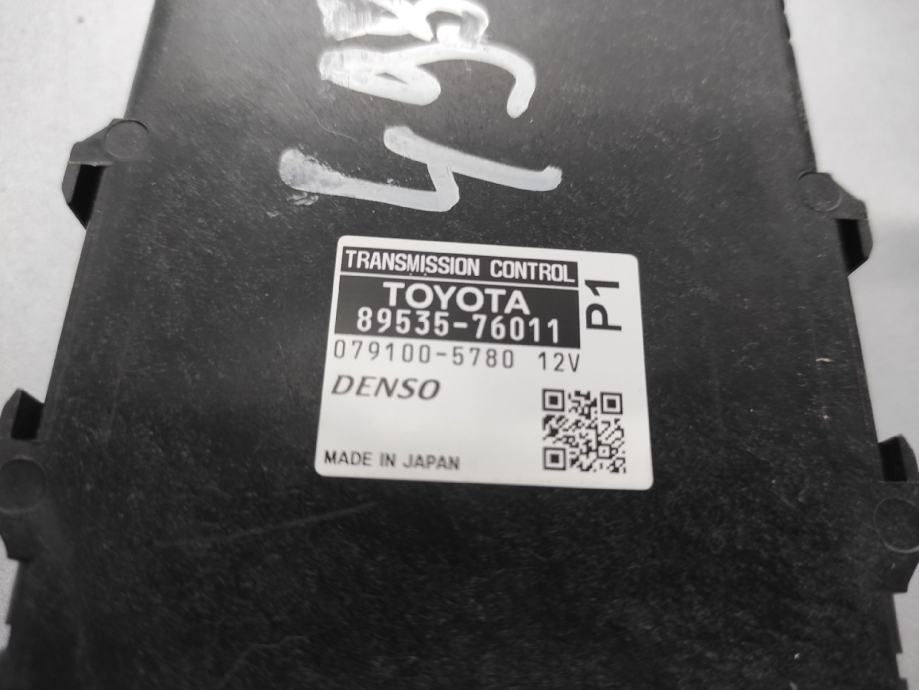 TRANSMISSION CONTROL
TOYOTA
89535-76011
079100-5780 12V
DENSO
MADE IN JAPAN
P1